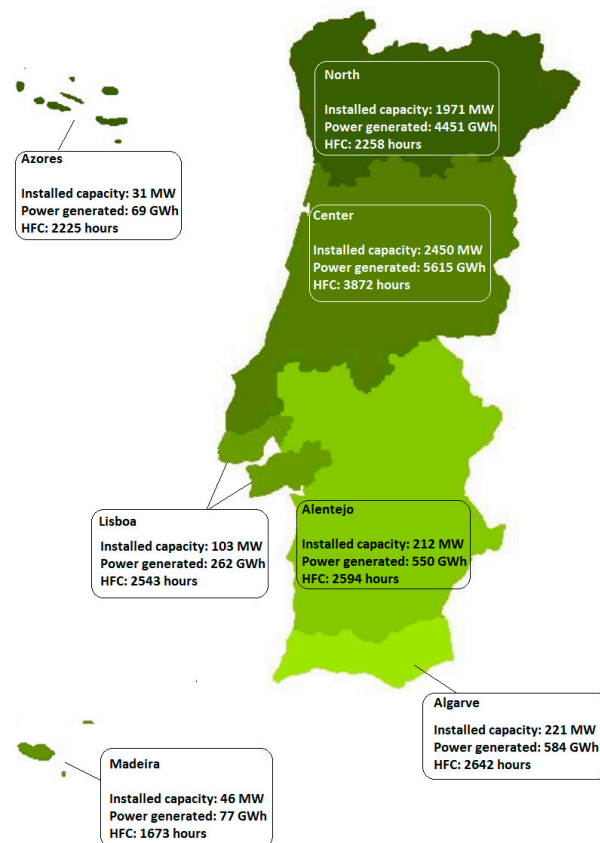 North
Installed capacity: 1971 MW
Power generated: 4451 GWh
HFC: 2258 hours
Azores
Installed capacity: 31 MW
Power generated: 69 GWh
HFC: 2225 hours
Center
Installed capacity: 2450 MW
Power generated: 5615 GWh
HFC: 3872 hours
Lisboa
Installed capacity: 103 MW
Power generated: 262 GWh
HFC: 2543 hours
Alentejo
Installed capacity: 212 MW
Power generated: 550 GWh
HFC: 2594 hours
Algarve
Installed capacity: 221 MW
Power generated: 584 GWh
HFC: 2642 hours
Madeira
Installed capacity: 46 MW
Power generated: 77 GWh
HFC: 1673 hours